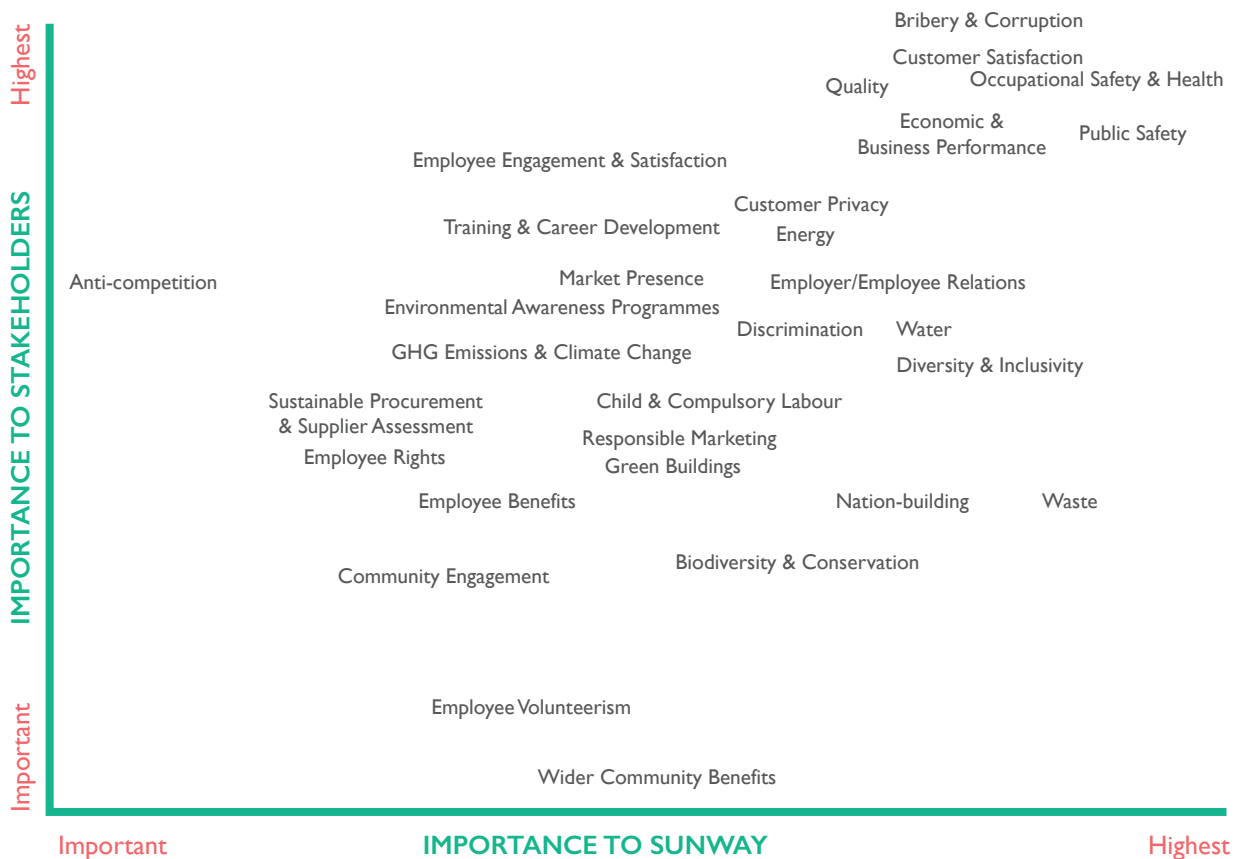 Highest
Bribery & Corruption
Customer Satisfaction
Occupational Safety & Health
Quality
Economic &
Business Performance
Public Safety
Employee Engagement & Satisfaction
Customer Privacy
Training & Career Development
Energy
Anti-competition
Market Presence
Employer/Employee Relations
Environmental Awareness Programmes
Discrimination
Water
GHG Emissions & Climate Change
Diversity & Inclusivity
Sustainable Procurement
& Supplier Assessment
Child & Compulsory Labour
Responsible Marketing
Employee Rights
Green Buildings
Employee Benefits
Nation-building
Waste
Biodiversity & Conservation
Community Engagement
Employee Volunteerism
Wider Community Benefits
IMPORTANCE TO STAKEHOLDERS
Important
Important
IMPORTANCE TO SUNWAY
Highest